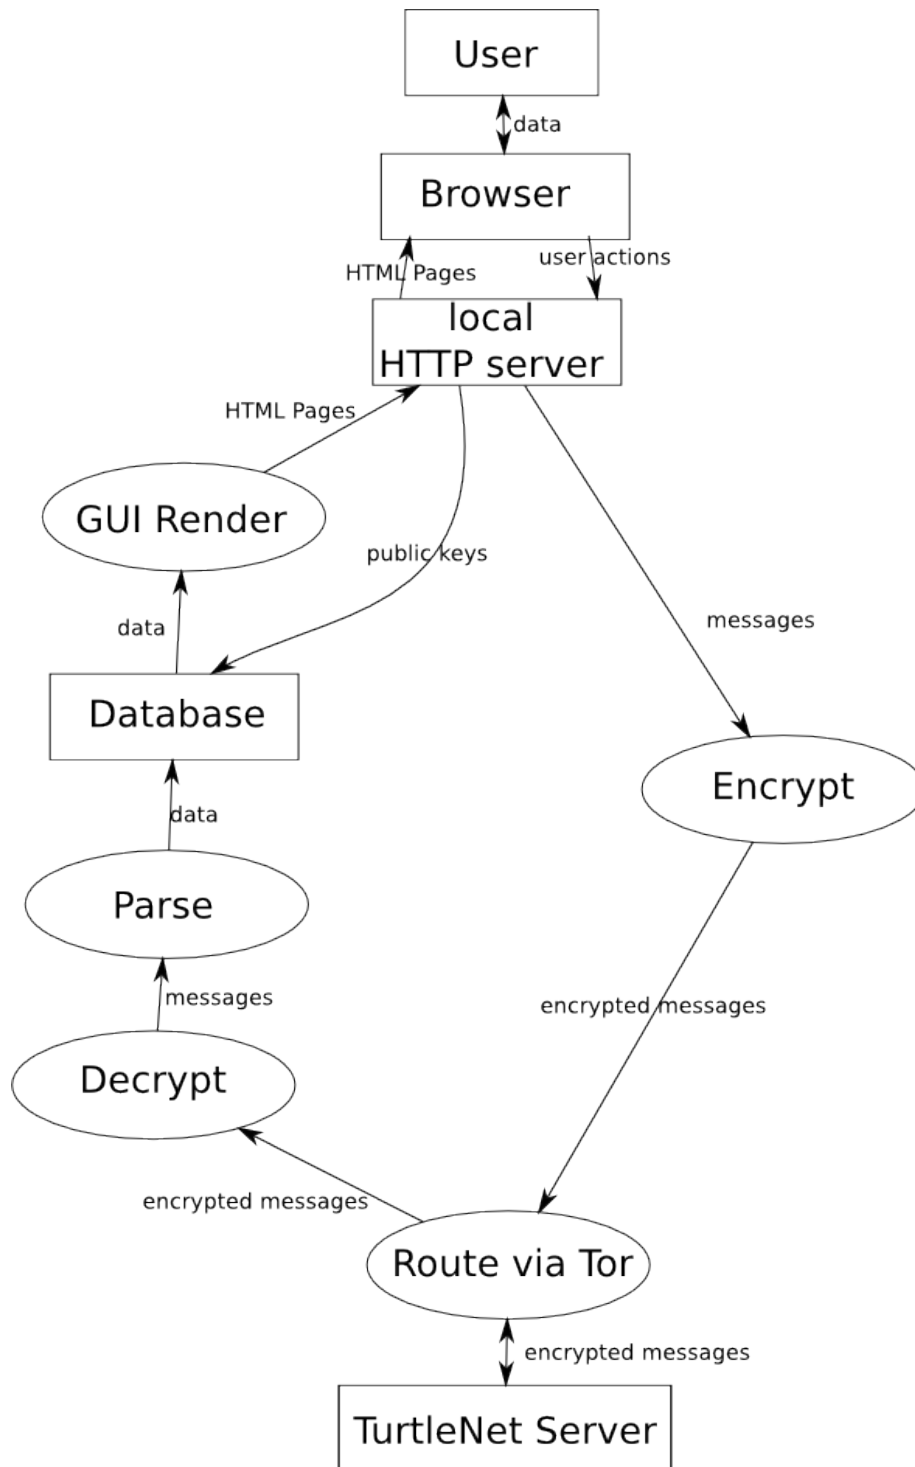 User
data
Browser
HTML Pages
user actions
local
HTTP server
HTML Pages
GUI Render
public keys
data
messages
Database
Encrypt
data
Parse
messages
encrypted messages
Decrypt
encrypted messages
Route via Tor
encrypted messages
TurtleNet Server